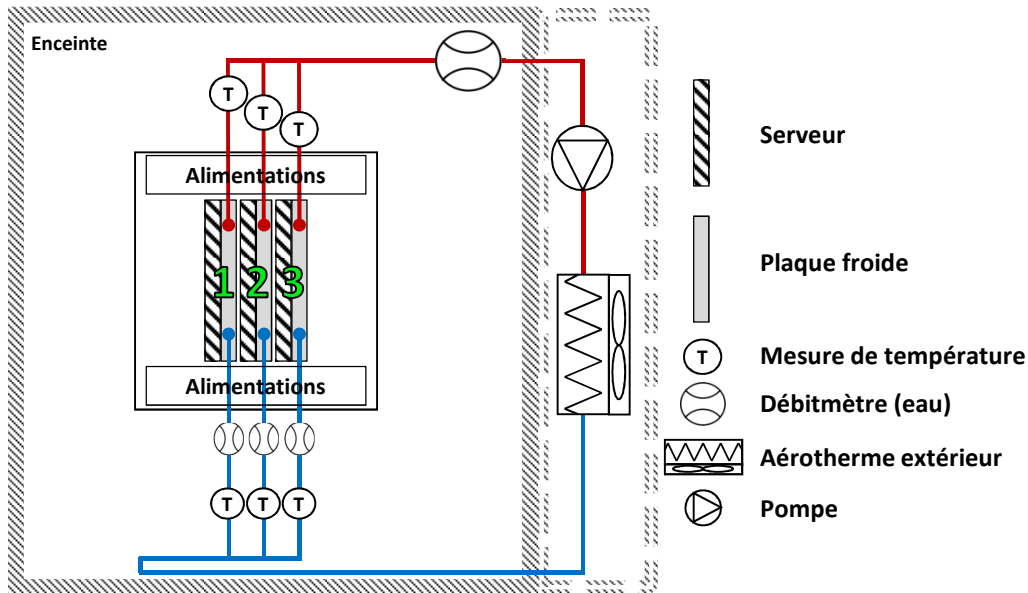 Enceinte
T
T
T
Alimentations
1 2 3
Alimentations
T T T
Serveur
Plaque froide
T Mesure de température
Débitmètre (eau)
Aérotherme extérieur
Pompe